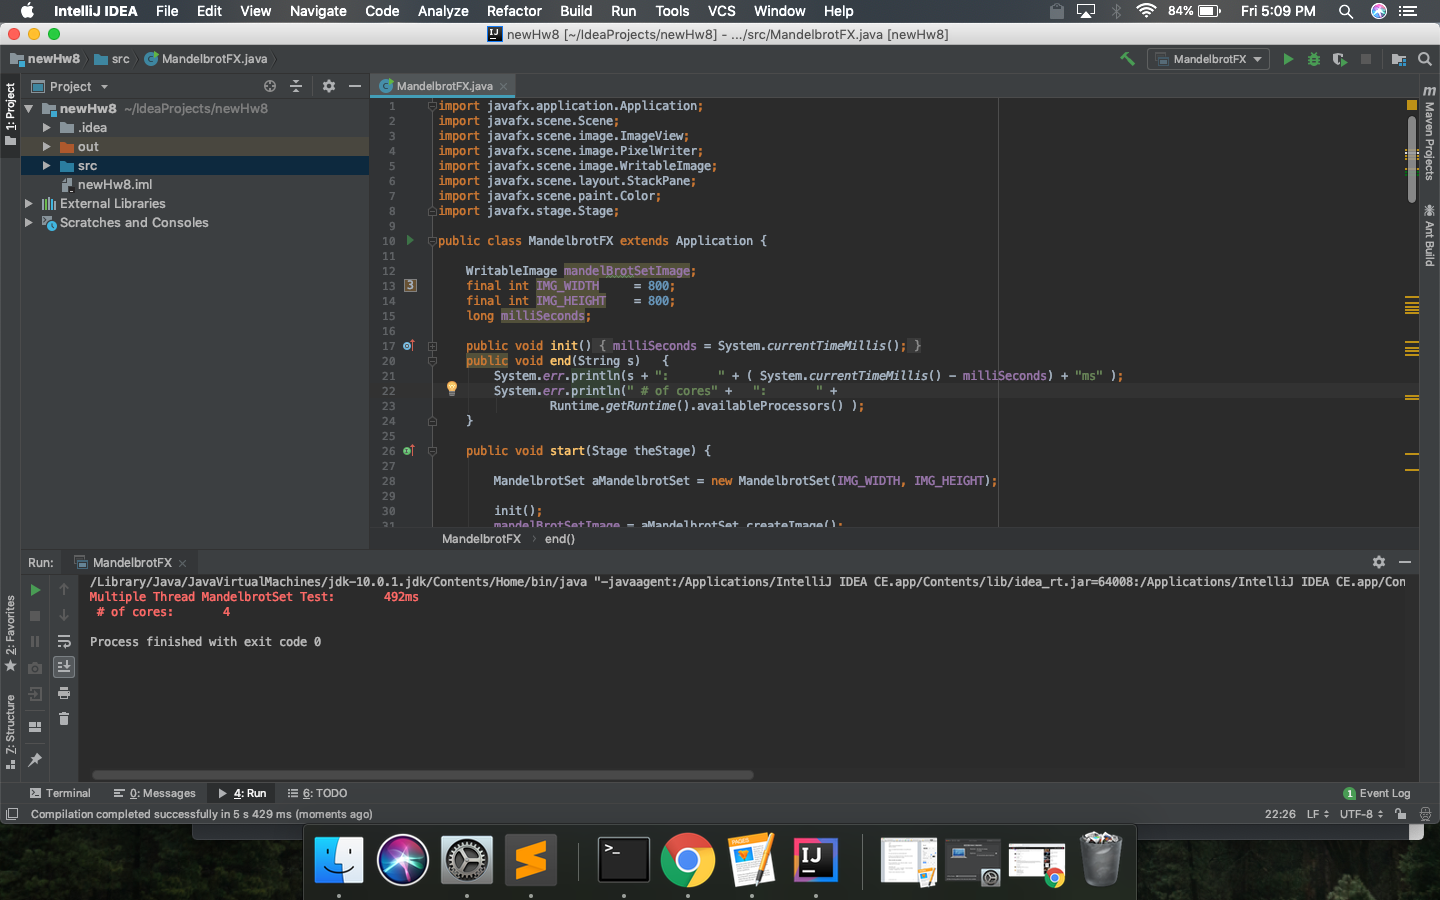 IntelliJ IDEA File Edit View Navigate Code Analyze Refactor Build Run Tools VCS Window Help 84% Fri 5:09 PM
newHw8 [~/IdeaProjects/newHw8] - .../src/MandelbrotFX.java [newHw8]
newHw8 src MandelbrotFX.java MandelbrotFX
1: Project
Project
MandelbrotFX.java
newHw8 ~/IdeaProjects/newHw8
.idea
out
src
newHw8.iml
External Libraries
Scratches and Consoles
1 import javafx.application.Application;
2 import javafx.scene.Scene;
3 import javafx.scene.image.ImageView;
4 import javafx.scene.image.PixelWriter;
5 import javafx.scene.image.WritableImage;
6 import javafx.scene.layout.StackPane;
7 import javafx.scene.paint.Color;
8 import javafx.stage.Stage;
9
10 public class MandelbrotFX extends Application {
11
12 WritableImage mandelBrotSetImage;
13 final int IMG_WIDTH = 800;
14 final int IMG_HEIGHT = 800;
15 long milliSeconds;
16
17 public void init() { milliSeconds = System.currentTimeMillis(); }
20 public void end(String s) {
21 System.err.println(s + ": " + ( System.currentTimeMillis() - milliSeconds) + "ms" );
22 System.err.println(" # of cores" + ": " +
23 Runtime.getRuntime().availableProcessors() );
24 }
25
26 public void start(Stage theStage) {
27
28 MandelbrotSet aMandelbrotSet = new MandelbrotSet(IMG_WIDTH, IMG_HEIGHT);
29
30 init();
31 mandelBrotSetImage = aMandelbrotSet.createImage();
3
MandelbrotFX end()
m Maven Projects
Ant Build
Run: MandelbrotFX
/Library/Java/JavaVirtualMachines/jdk-10.0.1.jdk/Contents/Home/bin/java "-javaagent:/Applications/IntelliJ IDEA CE.app/Contents/lib/idea_rt.jar=64008:/Applications/IntelliJ IDEA CE.app/Con
Multiple Thread MandelbrotSet Test: 492ms
# of cores: 4
Process finished with exit code 0
2: Favorites
Z: Structure
Terminal 0: Messages 4: Run 6: TODO 1 Event Log
Compilation completed successfully in 5 s 429 ms (moments ago) 22:26 LF UTF-8
>_
PAGES
IJ